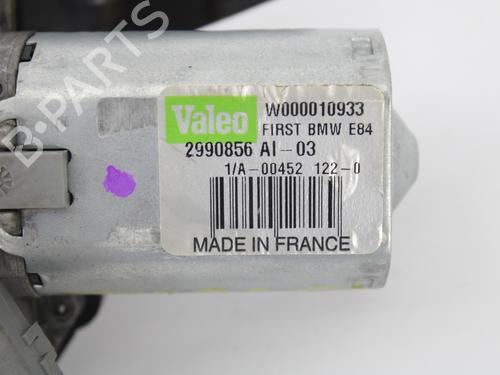 B-PARTS
Valeo
W000010933
FIRST BMW E84
2990856 AI-03
1/A-00452 122-0
MADE IN FRANCE